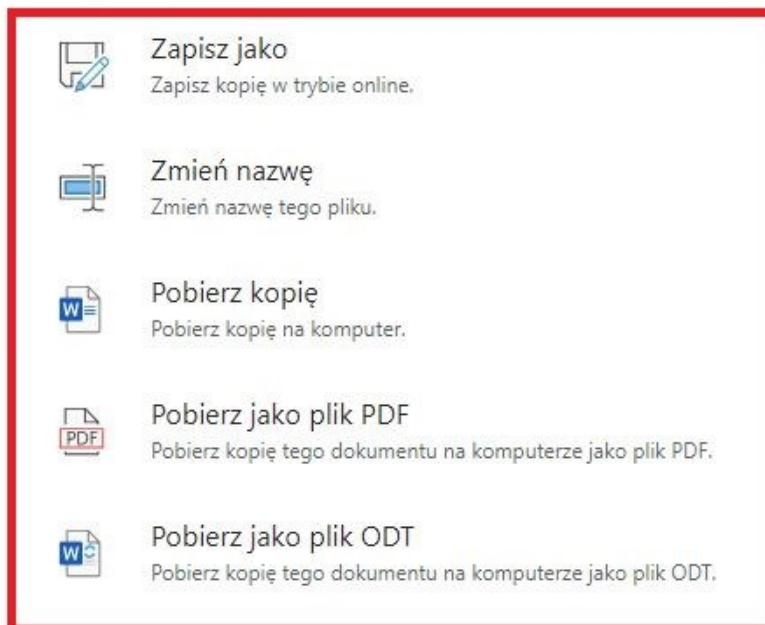 Zapisz jako
Zapisz kopię w trybie online.
Zmień nazwę
Zmień nazwę tego pliku.
W
Pobierz kopię
Pobierz kopię na komputer.
PDF
Pobierz jako plik PDF
Pobierz kopię tego dokumentu na komputerze jako plik PDF.
W
Pobierz jako plik ODT
Pobierz kopię tego dokumentu na komputerze jako plik ODT.